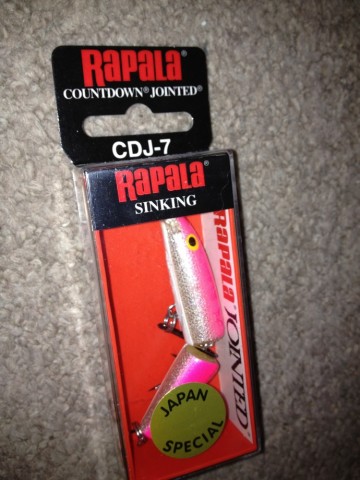 RAPALA
COUNTDOWN® JOINTED®
CDJ-7
RAPALA
SINKING
RAPALA
JOINTED
JAPAN
SPECIAL